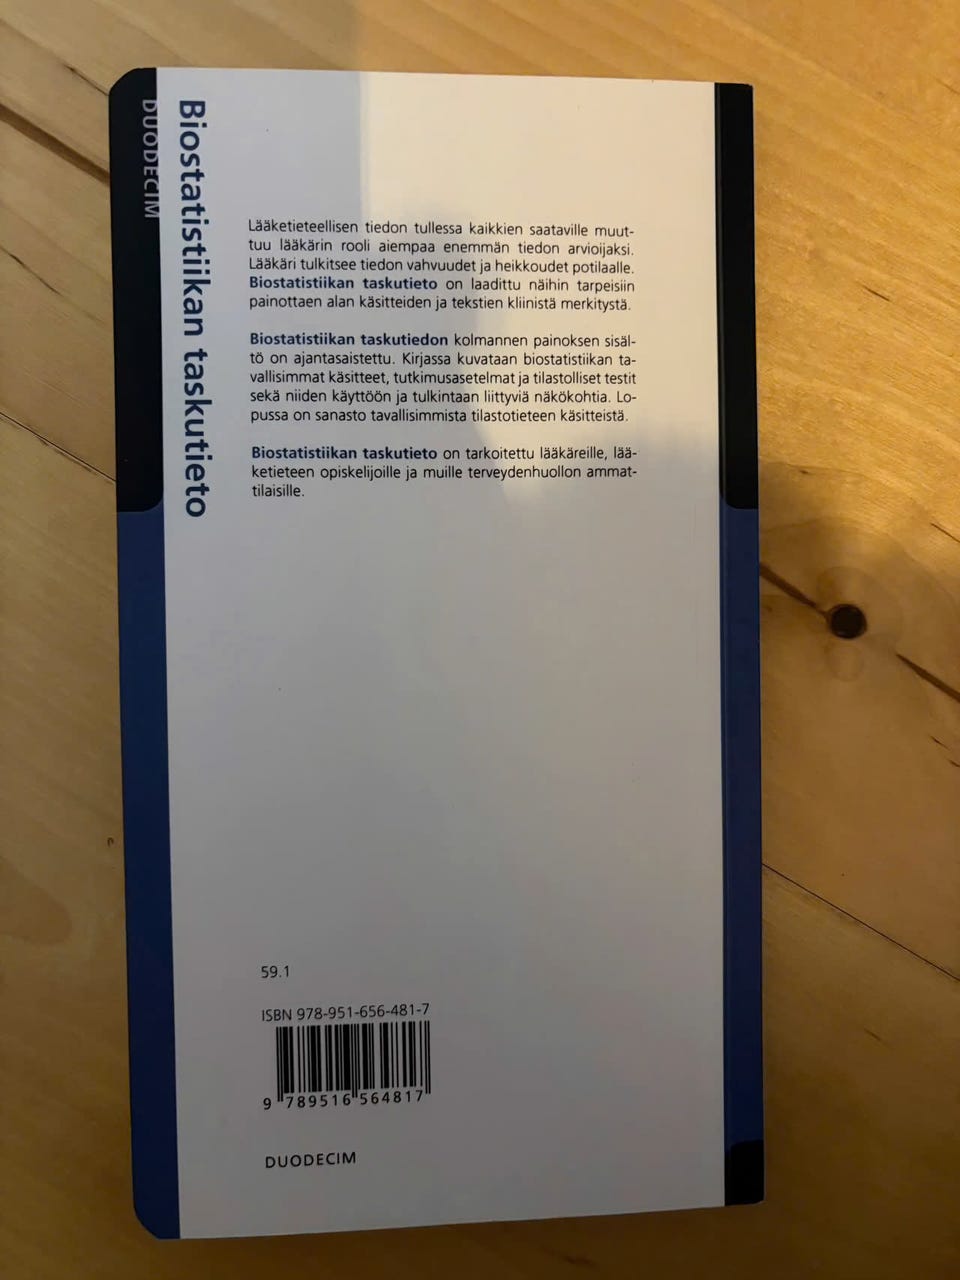 DUODECIM
Biostatistiikan taskutieto
Lääketieteellisen tiedon tullessa kaikkien saataville muut-
tuu lääkärin rooli aiempaa enemmän tiedon arvioijaksi.
Lääkäri tulkitsee tiedon vahvuudet ja heikkoudet potilaalle.
Biostatistiikan taskutieto on laadittu näihin tarpeisiin
painottaen alan käsitteiden ja tekstien kliinistä merkitystä.
Biostatistiikan taskutiedon kolmannen painoksen sisäl-
tö on ajantasaistettu. Kirjassa kuvataan biostatistiikan ta-
vallisimmat käsitteet, tutkimusasetelmat ja tilastolliset testit
sekä niiden käyttöön ja tulkintaan liittyviä näkökohtia. Lo-
pussa on sanasto tavallisimmista tilastotieteen käsitteistä.
Biostatistiikan taskutieto on tarkoitettu lääkäreille, lää-
ketieteen opiskelijoille ja muille terveydenhuollon ammat-
tilaisille.
59.1
ISBN 978-951-656-481-7
9 789516 564817
DUODECIM